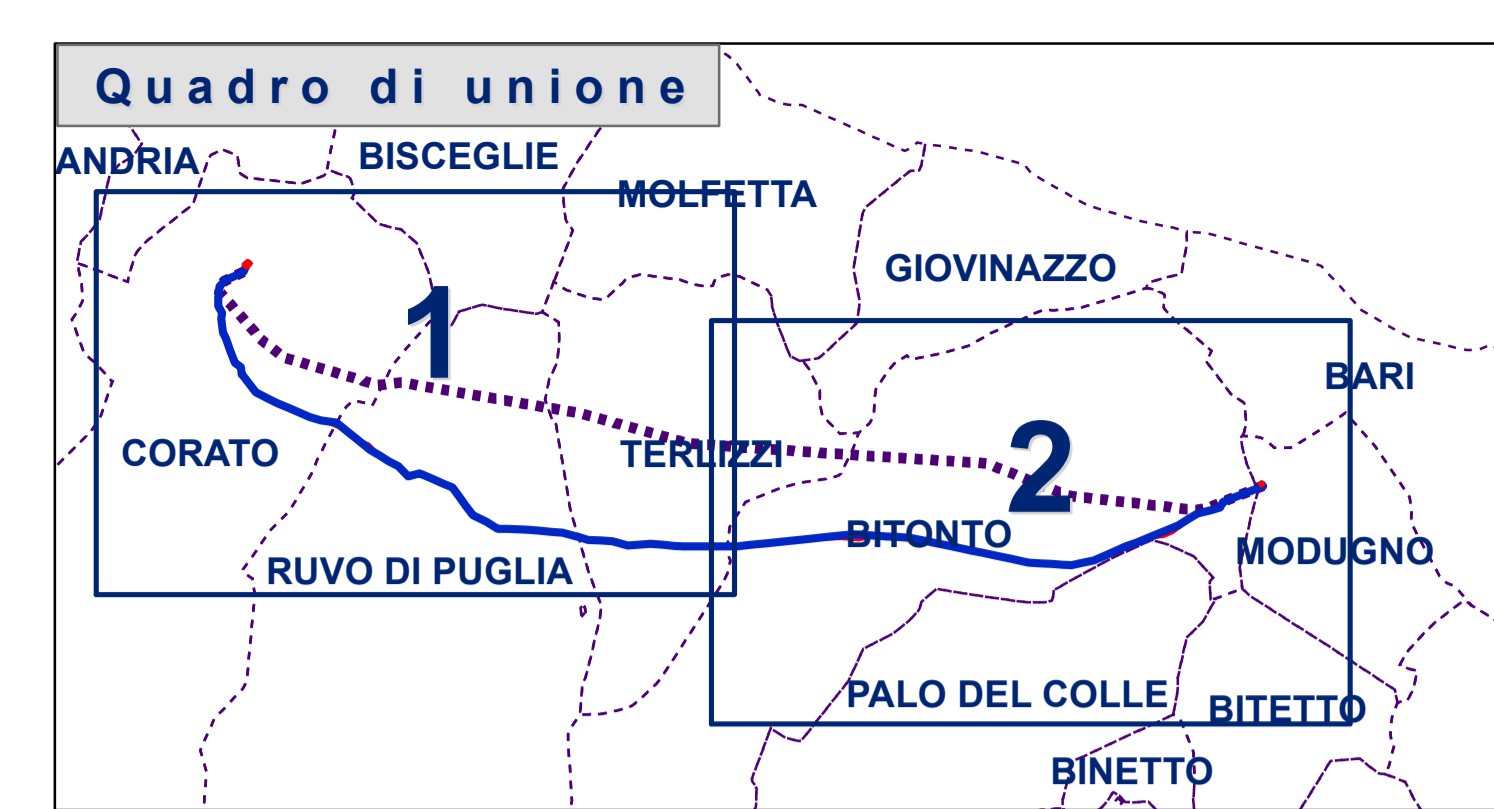 Quadro di unione
ANDRIA
BISCEGLIE
MOLFETTA
GIOVINAZZO
1
BARI
CORATO
TERLIZZI
2
BITONTO
MODUGNO
RUVO DI PUGLIA
PALO DEL COLLE
BITETTO
BINETTO